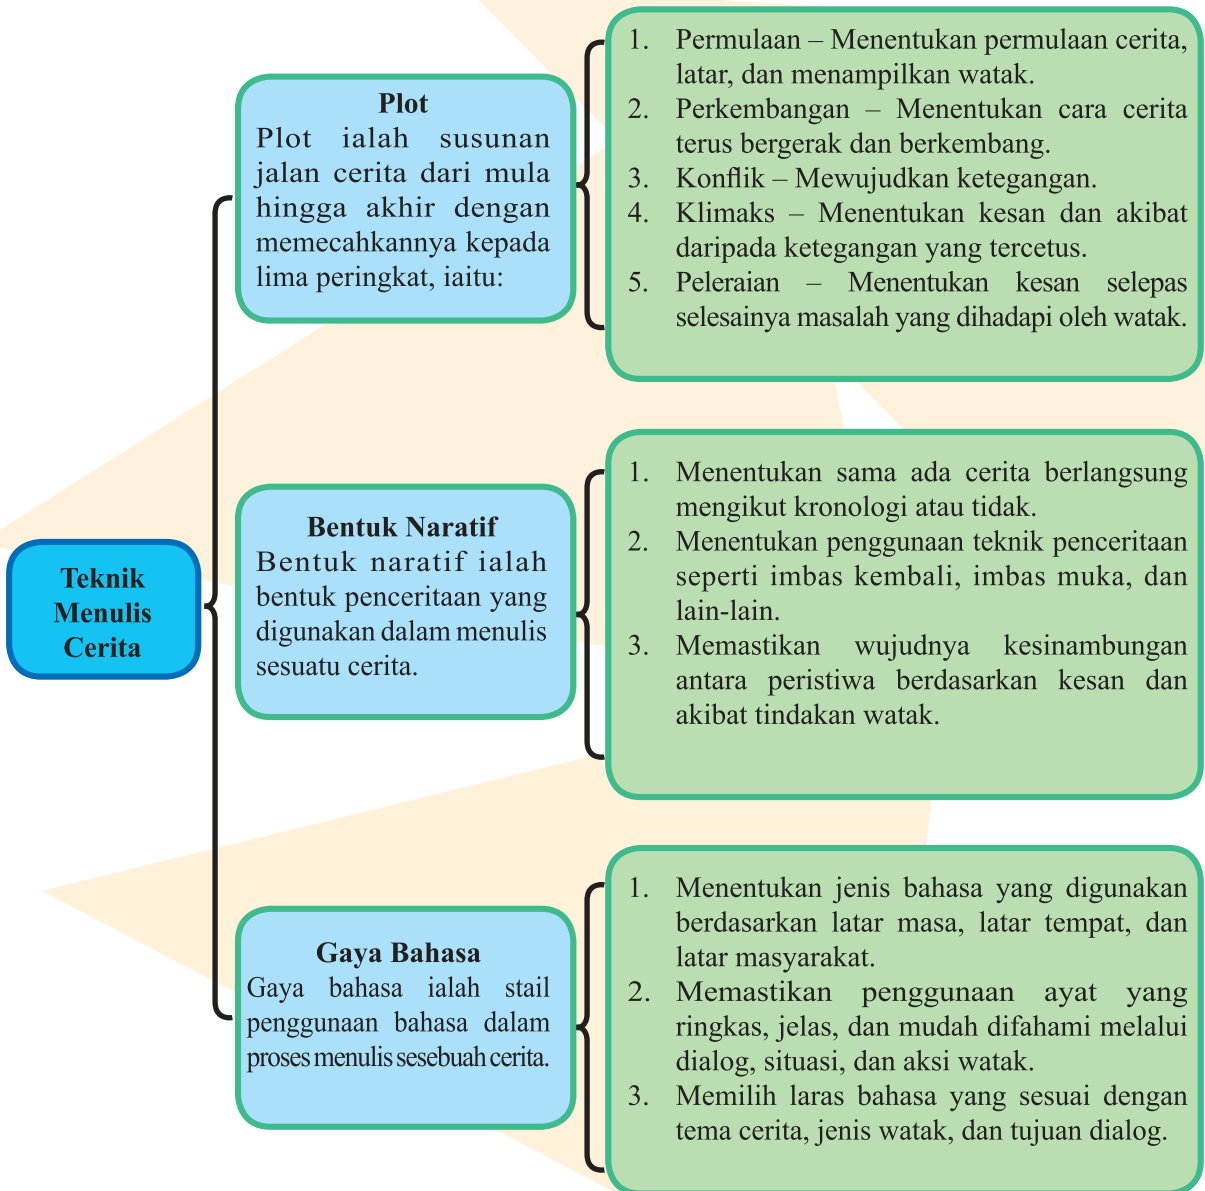 Teknik
Menulis
Cerita
Plot
Plot ialah susunan
jalan cerita dari mula
hingga akhir dengan
memecahkannya kepada
lima peringkat, iaitu:
1. Permulaan – Menentukan permulaan cerita,
latar, dan menampilkan watak.
2. Perkembangan – Menentukan cara cerita
terus bergerak dan berkembang.
3. Konflik – Mewujudkan ketegangan.
4. Klimaks – Menentukan kesan dan akibat
daripada ketegangan yang tercetus.
5. Peleraian – Menentukan kesan selepas
selesainya masalah yang dihadapi oleh watak.
Bentuk Naratif
Bentuk naratif ialah
bentuk penceritaan yang
digunakan dalam menulis
sesuatu cerita.
1. Menentukan sama ada cerita berlangsung
mengikut kronologi atau tidak.
2. Menentukan penggunaan teknik penceritaan
seperti imbas kembali, imbas muka, dan
lain-lain.
3. Memastikan wujudnya kesinambungan
antara peristiwa berdasarkan kesan dan
akibat tindakan watak.
Gaya Bahasa
Gaya bahasa ialah stail
penggunaan bahasa dalam
proses menulis sesebuah cerita.
1. Menentukan jenis bahasa yang digunakan
berdasarkan latar masa, latar tempat, dan
latar masyarakat.
2. Memastikan penggunaan ayat yang
ringkas, jelas, dan mudah difahami melalui
dialog, situasi, dan aksi watak.
3. Memilih laras bahasa yang sesuai dengan
tema cerita, jenis watak, dan tujuan dialog.